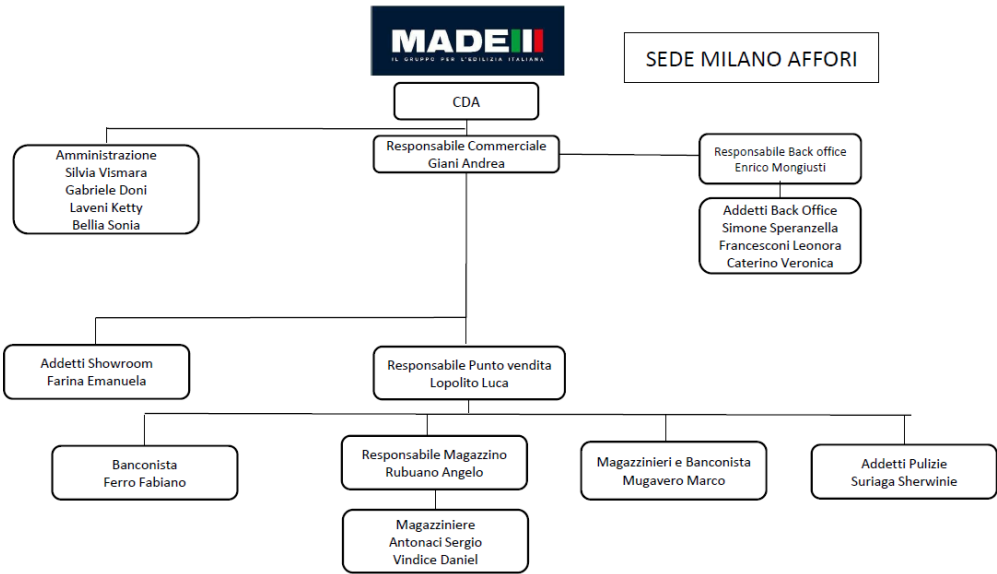 MADE
IL GRUPPO PER L'EDILIZIA ITALIANA
SEDE MILANO AFFORI
CDA
Responsabile Commerciale
Giani Andrea
Amministrazione
Silvia Vismara
Gabriele Doni
Laveni Ketty
Bellia Sonia
Responsabile Back office
Enrico Mongiusti
Addetti Back Office
Simone Speranzella
Francesconi Leonora
Caterino Veronica
Addetti Showroom
Farina Emanuela
Responsabile Punto vendita
Lopolito Luca
Banconista
Ferro Fabiano
Responsabile Magazzino
Rubuano Angelo
Magazzinieri e Banconista
Mugavero Marco
Addetti Pulizie
Suriaga Sherwinie
Magazziniere
Antonaci Sergio
Vindice Daniel